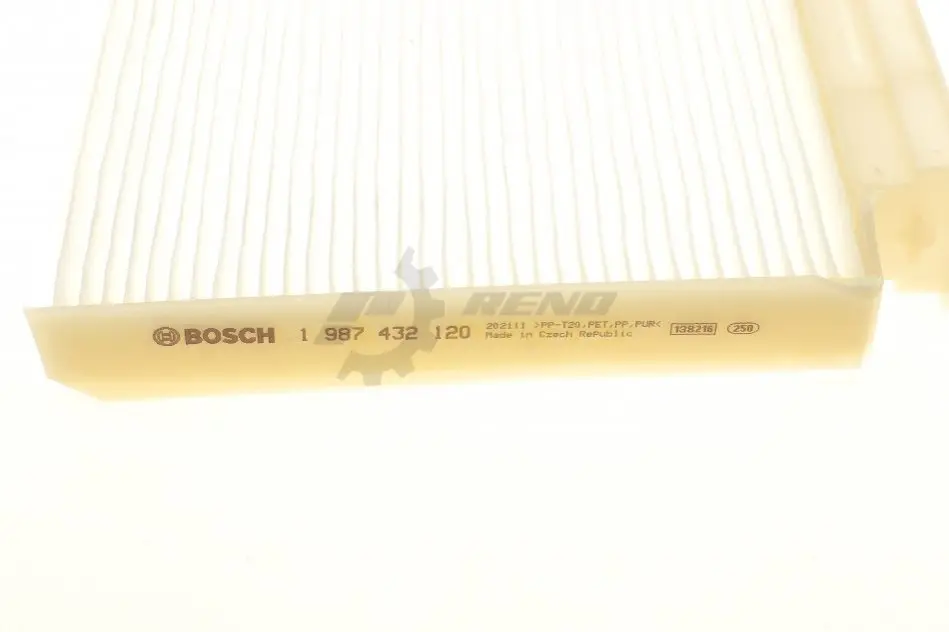 BOSCH 1 987 432 120
202111 >PP-T20,PET,PP,PUR<
Made in Czech Republic
138216
250
RENO